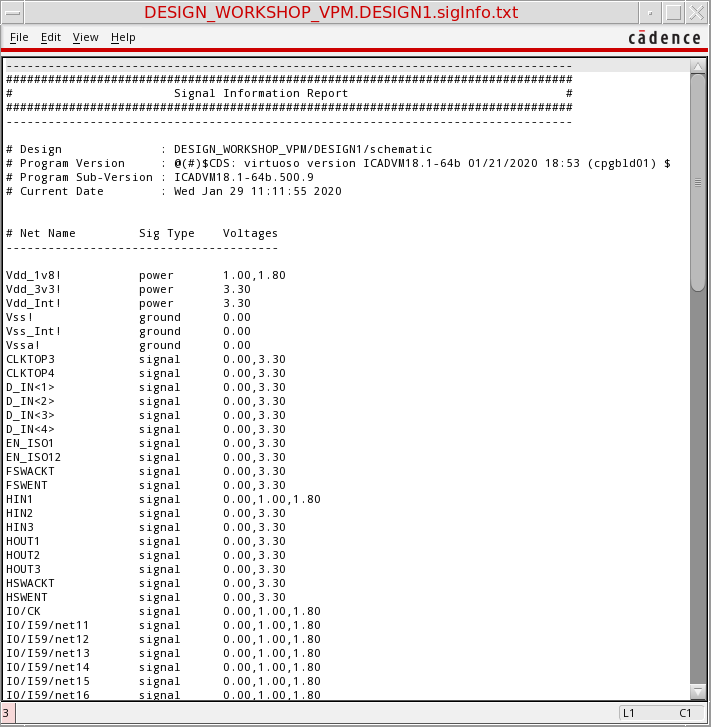 DESIGN_WORKSHOP_VPM.DESIGN1.sigInfo.txt
File Edit View Help
cādence
---------------------------------------------------------------------------------
#################################################################################
#                       Signal Information Report                               #
#################################################################################
---------------------------------------------------------------------------------
# Design              : DESIGN_WORKSHOP_VPM/DESIGN1/schematic
# Program Version     : @(#)$CDS: virtuoso version ICADVM18.1-64b 01/21/2020 18:53 (cpgbld01) $
# Program Sub-Version : ICADVM18.1-64b.500.9
# Current Date        : Wed Jan 29 11:11:55 2020
# Net Name         Sig Type    Voltages
---------------------------------------
Vdd_1v8!           power       1.00,1.80
Vdd_3v3!           power       3.30
Vdd_Int!           power       3.30
Vss!               ground      0.00
Vss_Int!           ground      0.00
Vssa!              ground      0.00
CLKTOP3            signal      0.00,3.30
CLKTOP4            signal      0.00,3.30
D_IN<1>            signal      0.00,3.30
D_IN<2>            signal      0.00,3.30
D_IN<3>            signal      0.00,3.30
D_IN<4>            signal      0.00,3.30
EN_ISO1            signal      0.00,3.30
EN_ISO12           signal      0.00,3.30
FSWACKT            signal      0.00,3.30
FSWENT             signal      0.00,3.30
HIN1               signal      0.00,1.00,1.80
HIN2               signal      0.00,3.30
HIN3               signal      0.00,3.30
HOUT1              signal      0.00,3.30
HOUT2              signal      0.00,3.30
HOUT3              signal      0.00,3.30
HSWACKT            signal      0.00,3.30
HSWENT             signal      0.00,3.30
I0/CK              signal      0.00,1.00,1.80
I0/I59/net11       signal      0.00,1.00,1.80
I0/I59/net12       signal      0.00,1.00,1.80
I0/I59/net13       signal      0.00,1.00,1.80
I0/I59/net14       signal      0.00,1.00,1.80
I0/I59/net15       signal      0.00,1.00,1.80
I0/I59/net16       signal      0.00,1.00,1.80
3 L1 C1